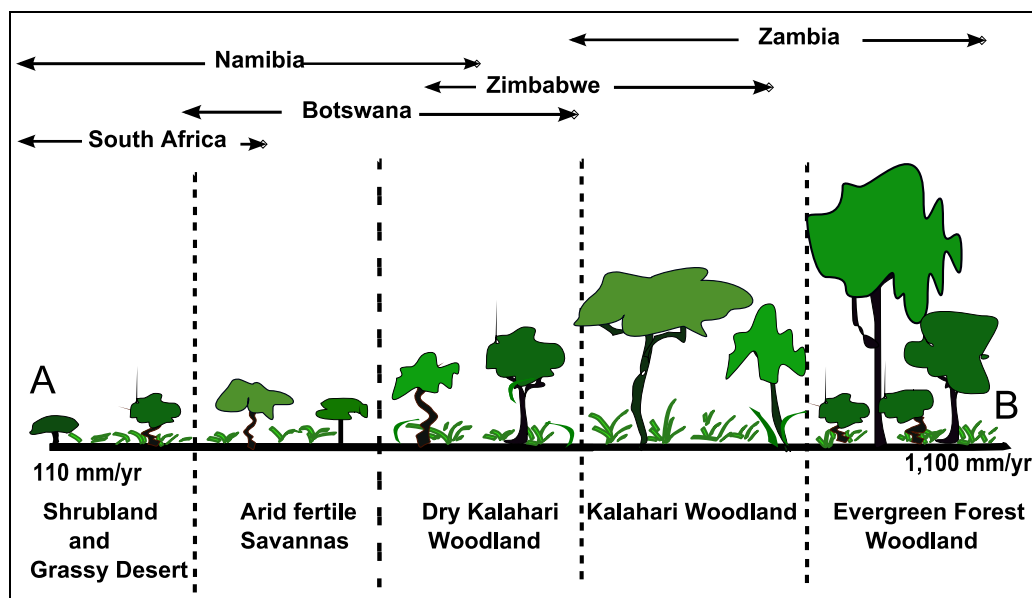 Zambia
Namibia
Zimbabwe
Botswana
South Africa
A
B
110 mm/yr
1,100 mm/yr
Shrubland
and
Grassy Desert
Arid fertile
Savannas
Dry Kalahari
Woodland
Kalahari Woodland
Evergreen Forest
Woodland